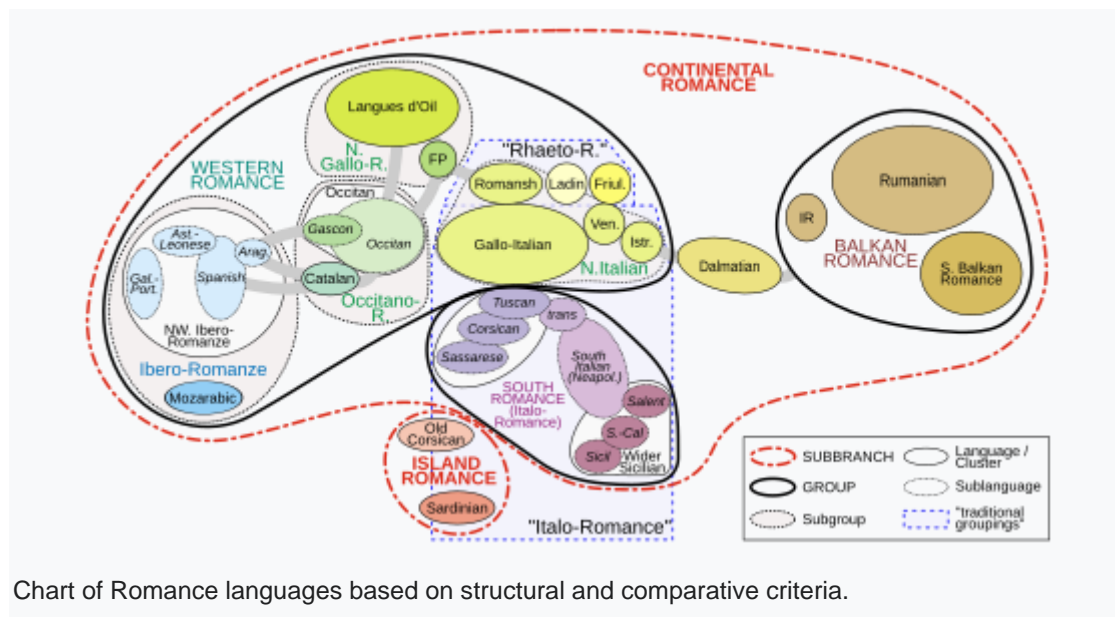 CONTINENTAL
ROMANCE
Langues d'Oïl
N.
Gallo-R.
FP
"Rhaeto-R."
WESTERN
ROMANCE
Romansh
Ladin
Friul.
Occitan
Gascon
Occitan
Catalan
Occitano-
R.
Ast.-
Leonese
Arag.
Gal.-
Port.
Spanish
NW. Ibero-
Romanze
Ibero-Romanze
Mozarabic
Gallo-Italian
Ven.
Istr.
N.Italian
Dalmatian
Rumanian
IR
BALKAN
ROMANCE
S. Balkan
Romance
Tuscan
trans
Corsican
Sassarese
South
Italian
(Neapol.)
SOUTH
ROMANCE
(Italo-
Romance)
Salent
S.-Cal
Sicil
Wider
Sicilian
Old
Corsican
ISLAND
ROMANCE
Sardinian
"Italo-Romance"
SUBBRANCH
Language /
Cluster
GROUP
Sublanguage
Subgroup
"traditional
groupings"
Chart of Romance languages based on structural and comparative criteria.